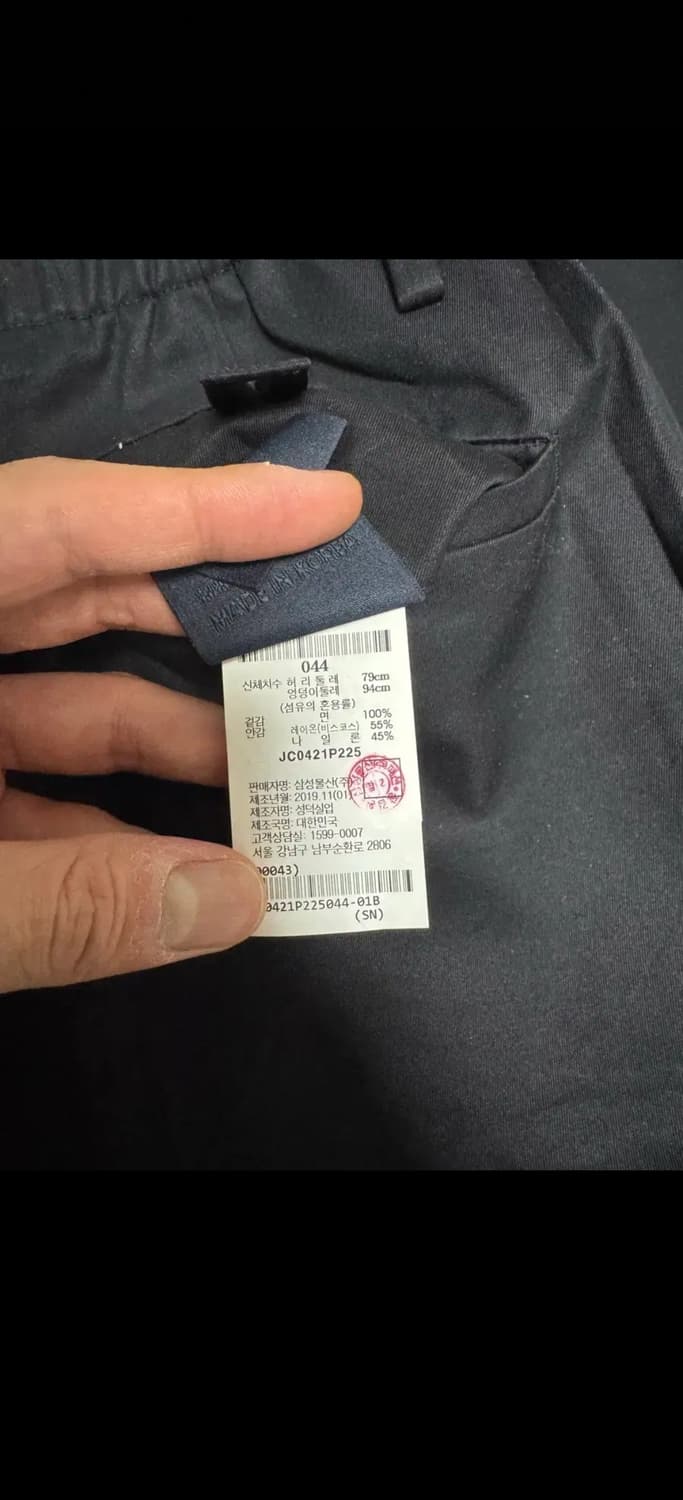 MADE IN KOREA
044
신체치수 허 리 둘 레 79cm
엉덩이둘레 94cm
(섬유의 혼용률)
겉감 면 100%
안감 레이온(비스코스) 55%
나 일 론 45%
JC0421P225
판매자명: 삼성물산(주
제조년월: 2019.11(01
제조자명: 성덕실업
제조국명: 대한민국
고객상담실: 1599-0007
서울 강남구 남부순환로 2806
0043)
0421P225044-01B
(SN)